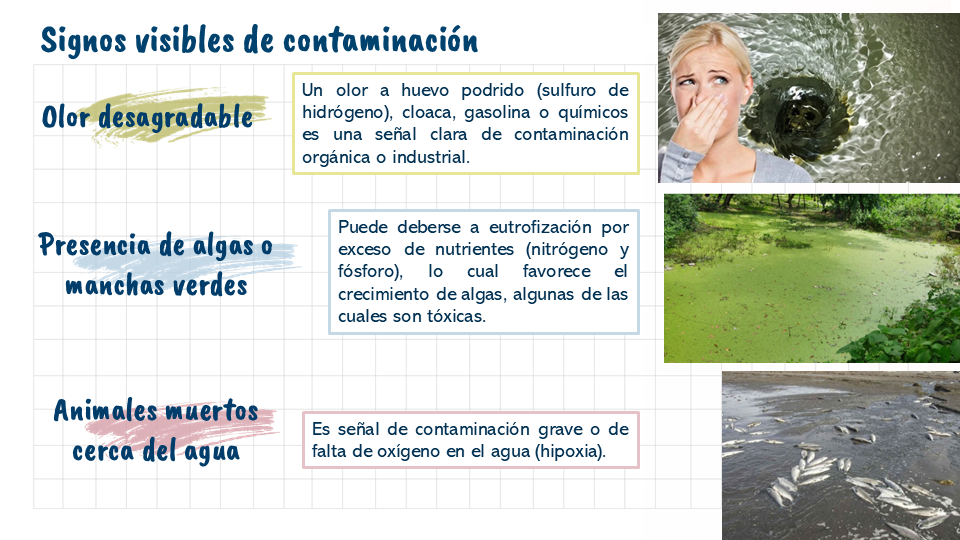 Signos visibles de contaminación
Olor desagradable
Un olor a huevo podrido (sulfuro de
hidrógeno), cloaca, gasolina o químicos
es una señal clara de contaminación
orgánica o industrial.
Presencia de algas o
manchas verdes
Puede deberse a eutrofización por
exceso de nutrientes (nitrógeno y
fósforo), lo cual favorece el
crecimiento de algas, algunas de las
cuales son tóxicas.
Animales muertos
cerca del agua
Es señal de contaminación grave o de
falta de oxígeno en el agua (hipoxia).